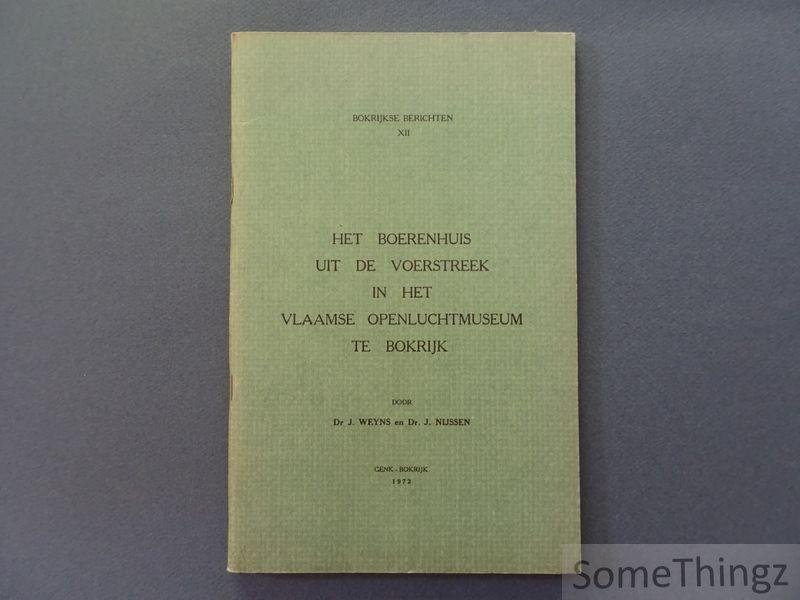 BOKRIJKSE BERICHTEN
XII
HET BOERENHUIS
UIT DE VOERSTREEK
IN HET
VLAAMSE OPENLUCHTMUSEUM
TE BOKRIJK
DOOR
Dr J. WEYNS en Dr. J. NIJSSEN
GENK - BOKRIJK
1972
SomeThingz